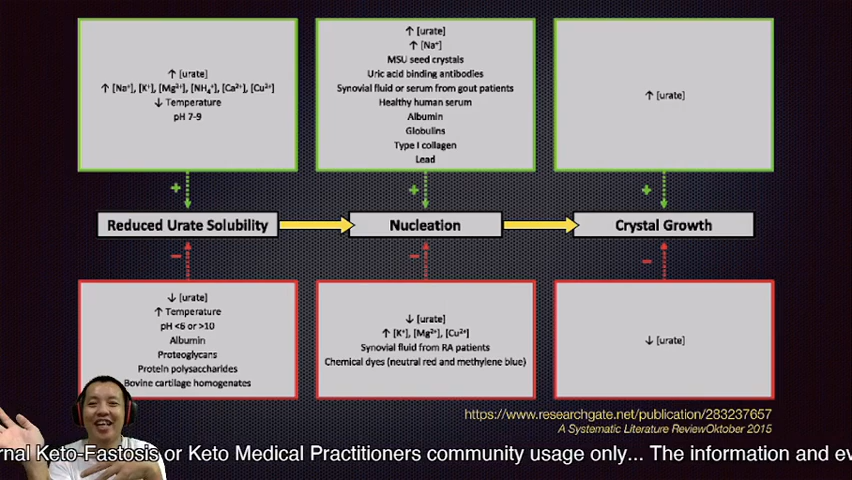 ↑ [urate]
↑ [Na⁺], [K⁺], [Mg²⁺], [NH₄⁺], [Ca²⁺], [Cu²⁺]
↓ Temperature
pH 7-9
↑ [urate]
↑ [Na⁺]
MSU seed crystals
Uric acid binding antibodies
Synovial fluid or serum from gout patients
Healthy human serum
Albumin
Globulins
Type I collagen
Lead
↑ [urate]
+
+
+
Reduced Urate Solubility
Nucleation
Crystal Growth
−
−
−
↓ [urate]
↑ Temperature
pH <6 or >10
Albumin
Proteoglycans
Protein polysaccharides
Bovine cartilage homogenates
↓ [urate]
↑ [K⁺], [Mg²⁺], [Cu²⁺]
Synovial fluid from RA patients
Chemical dyes (neutral red and methylene blue)
↓ [urate]
https://www.researchgate.net/publication/283237657
A Systematic Literature ReviewOktober 2015
rnal Keto-Fastosis or Keto Medical Practitioners community usage only... The information and ev